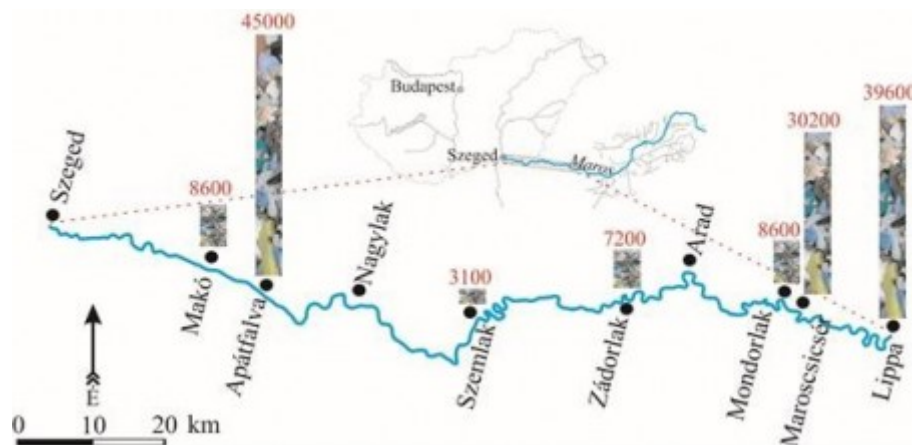 45000
39600
Budapest
30200
Szeged
Maros
Szeged
8600
Arad
Nagylak
7200
8600
3100
Makó
Apátfalva
Szemlak
Zádorlak
Mondorlak
Maroscsicsér
Lippa
É
0 10 20 km